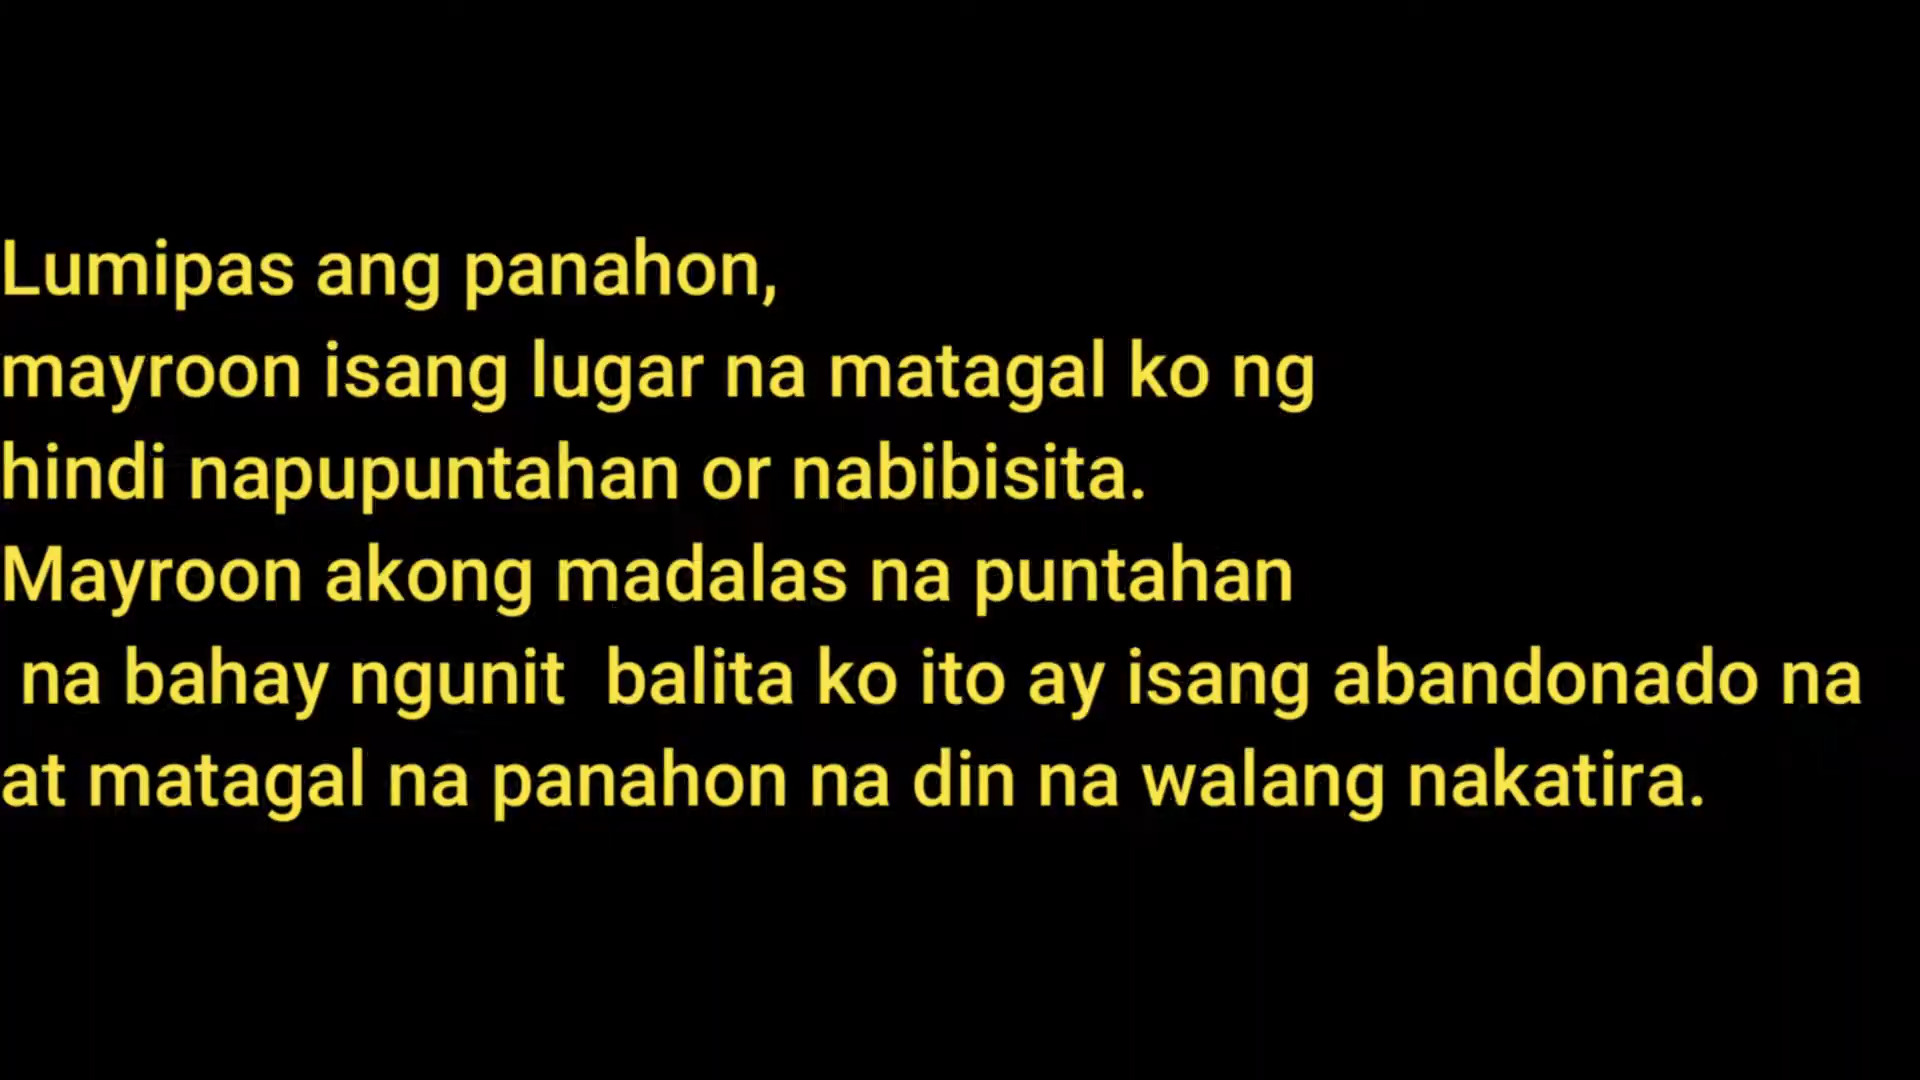 Lumipas ang panahon,
mayroon isang lugar na matagal ko ng
hindi napupuntahan or nabibisita.
Mayroon akong madalas na puntahan
na bahay ngunit  balita ko ito ay isang abandonado na
at matagal na panahon na din na walang nakatira.